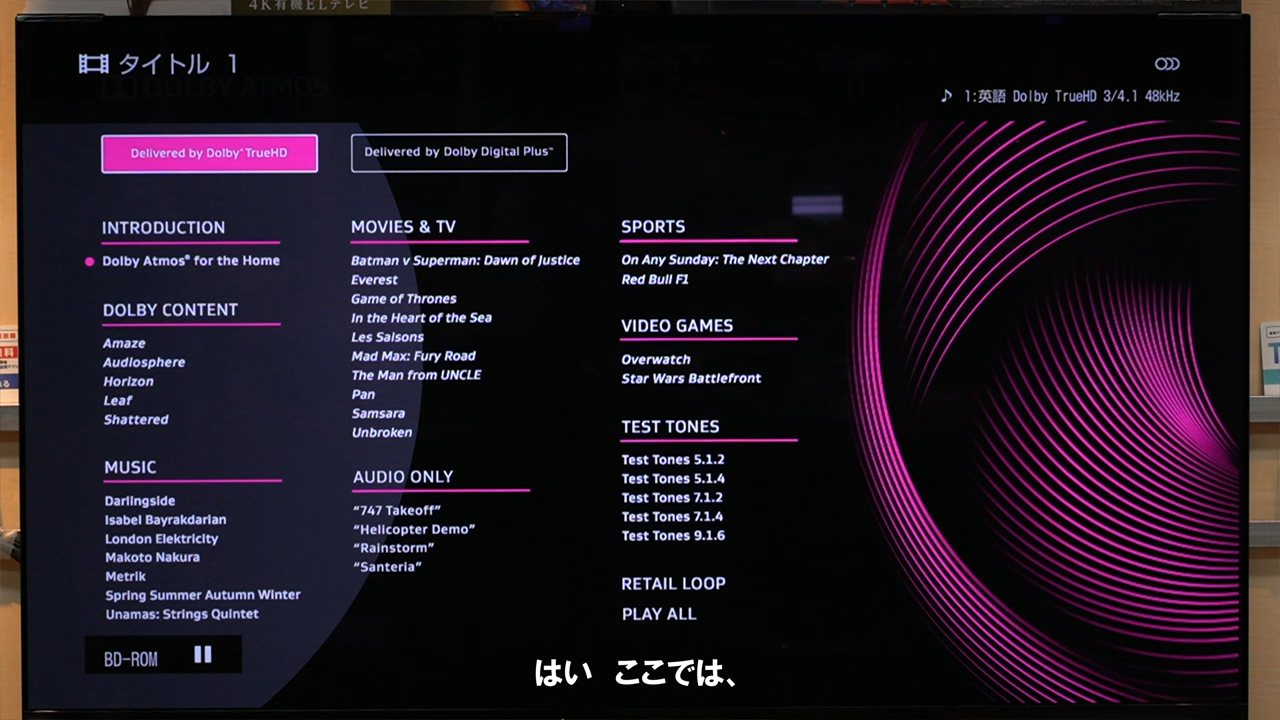 4K有機ELテレビ
タイトル 1
DOLBY ATMOS
♪ 1:英語 Dolby TrueHD 3/4.1 48kHz
Delivered by Dolby® TrueHD
Delivered by Dolby Digital Plus™
INTRODUCTION
Dolby Atmos® for the Home
DOLBY CONTENT
Amaze
Audiosphere
Horizon
Leaf
Shattered
MUSIC
Darlingside
Isabel Bayrakdarian
London Elektricity
Makoto Nakura
Metrik
Spring Summer Autumn Winter
Unamas: Strings Quintet
MOVIES & TV
Batman v Superman: Dawn of Justice
Everest
Game of Thrones
In the Heart of the Sea
Les Saisons
Mad Max: Fury Road
The Man from UNCLE
Pan
Samsara
Unbroken
AUDIO ONLY
“747 Takeoff”
“Helicopter Demo”
“Rainstorm”
“Santeria”
SPORTS
On Any Sunday: The Next Chapter
Red Bull F1
VIDEO GAMES
Overwatch
Star Wars Battlefront
TEST TONES
Test Tones 5.1.2
Test Tones 5.1.4
Test Tones 7.1.2
Test Tones 7.1.4
Test Tones 9.1.6
RETAIL LOOP
PLAY ALL
BD-ROM
はい ここでは、